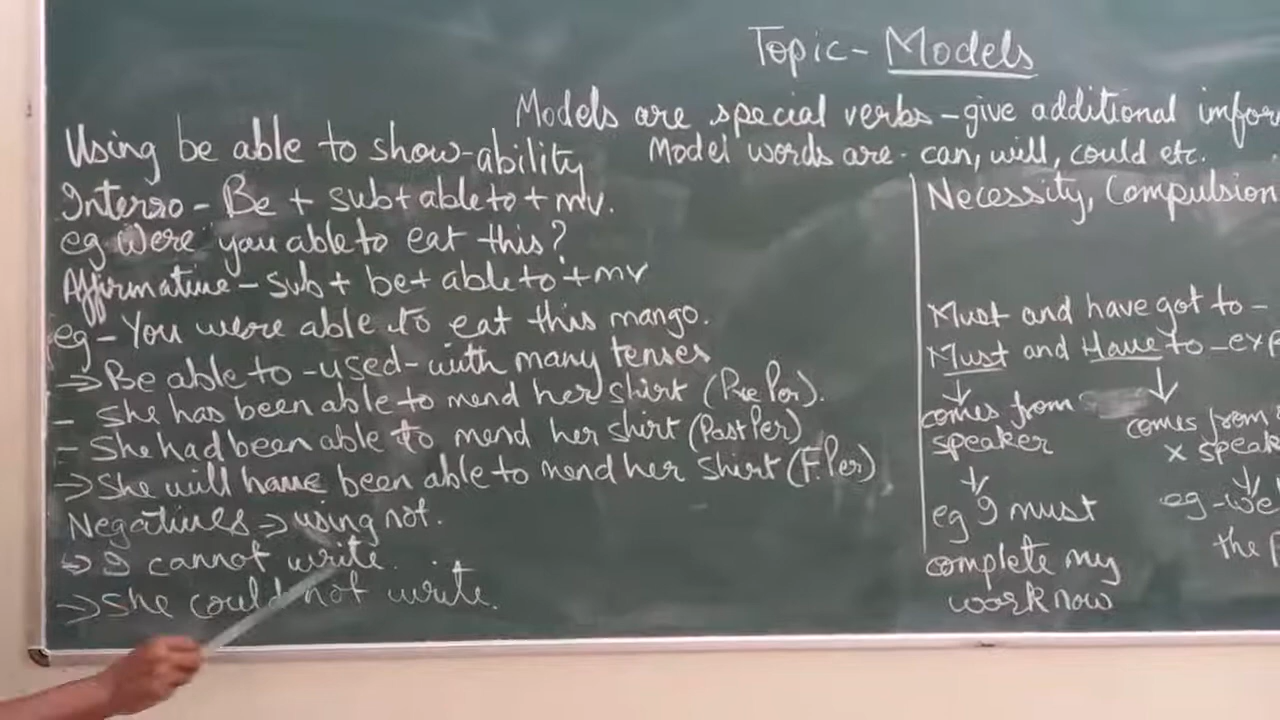 Topic- Models
Models are special verbs - give additional infor
Model words are - can, will, could etc.
Using be able to show-ability
Interro - Be + sub+able to + mv.
eg Were you able to eat this?
Affirmative - sub + be+ able to + mv
eg - You were able to eat this mango.
→ Be able to -used- with many tenses
- She has been able to mend her shirt (Pre Per).
- She had been able to mend her shirt (Past Per)
→ She will have been able to mend her shirt (F.Per)
Negatives → using not.
→ I cannot write.
→ She could not write.
Necessity, Compulsion
Must and have got to -
Must and Have to - exp
comes from
speaker
eg I must
complete my
work now
comes from
x speak
eg - we
the p